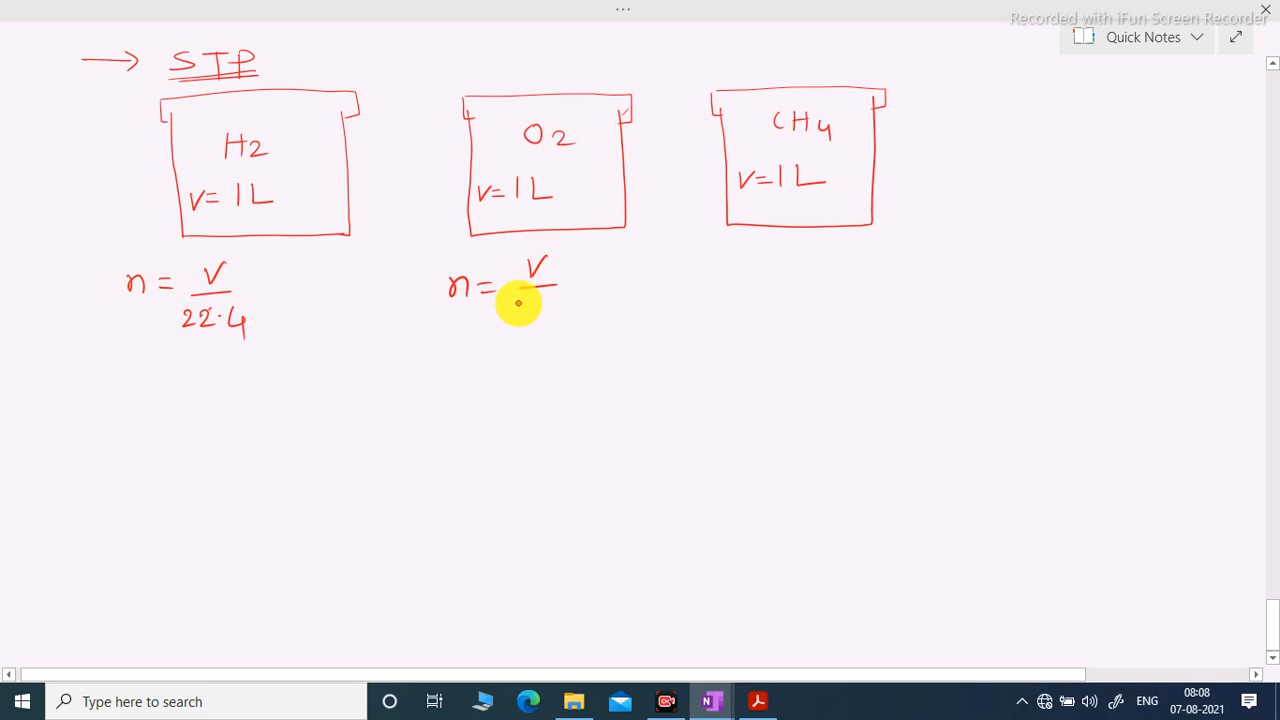 Recorded with iFun Screen Recorder
Quick Notes
→ STP
H2
V= 1L
O2
V= 1L
CH4
V=1L
n = V
22.4
n = V
Type here to search
ENG
08:08
07-08-2021